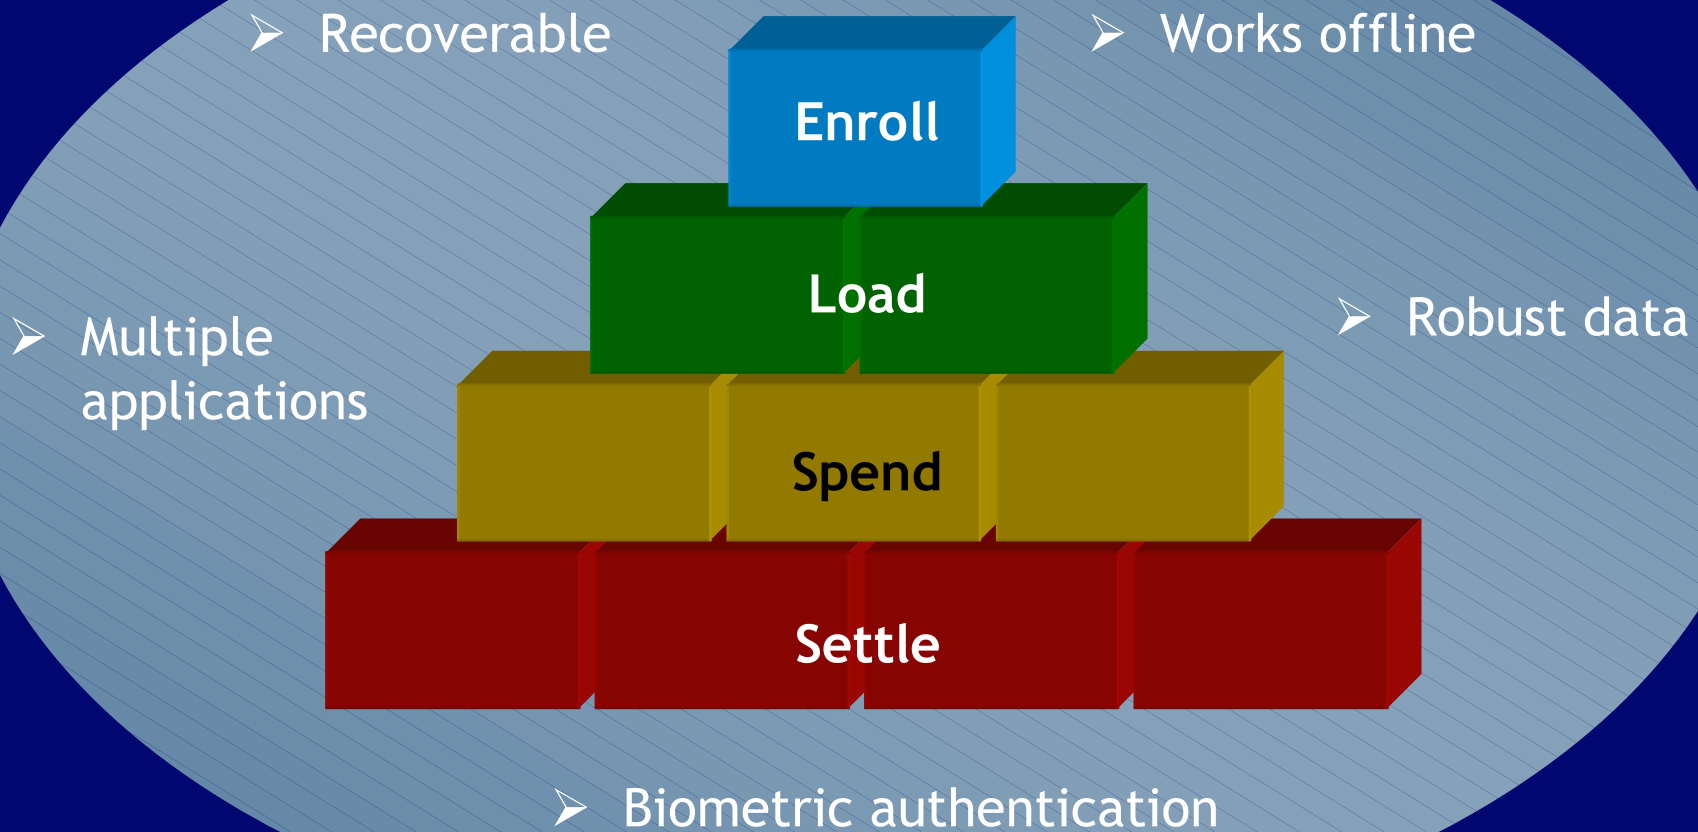 ➢ Recoverable
➢ Works offline
Enroll
Load
➢ Multiple
applications
➢ Robust data
Spend
Settle
➢ Biometric authentication